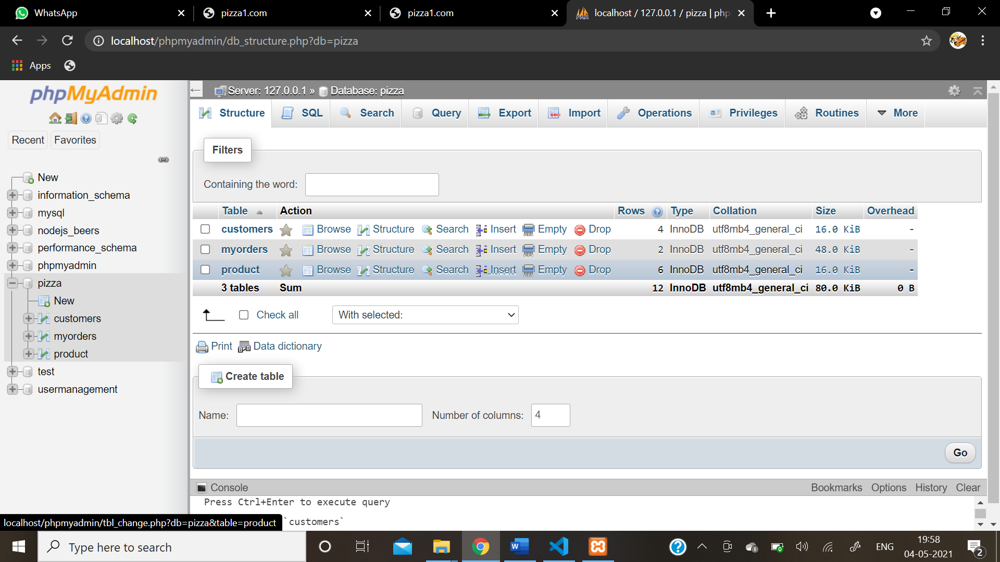 WhatsApp
pizza1.com
pizza1.com
localhost / 127.0.0.1 / pizza | php
localhost/phpmyadmin/db_structure.php?db=pizza
Apps
phpMyAdmin
Recent Favorites
New
information_schema
mysql
nodejs_beers
performance_schema
phpmyadmin
pizza
New
customers
myorders
product
test
usermanagement
Server: 127.0.0.1 » Database: pizza
Structure SQL Search Query Export Import Operations Privileges Routines More
Filters
Containing the word:
Table Action Rows Type Collation Size Overhead
customers Browse Structure Search Insert Empty Drop 4 InnoDB utf8mb4_general_ci 16.0 KiB -
myorders Browse Structure Search Insert Empty Drop 2 InnoDB utf8mb4_general_ci 48.0 KiB -
product Browse Structure Search Insert Empty Drop 6 InnoDB utf8mb4_general_ci 16.0 KiB -
3 tables Sum 12 InnoDB utf8mb4_general_ci 80.0 KiB 0 B
Check all With selected:
Print Data dictionary
Create table
Name: Number of columns: 4
Go
Console Bookmarks Options History Clear
Press Ctrl+Enter to execute query
`customers`
localhost/phpmyadmin/tbl_change.php?db=pizza&table=product
Type here to search
ENG
19:58
04-05-2021
2